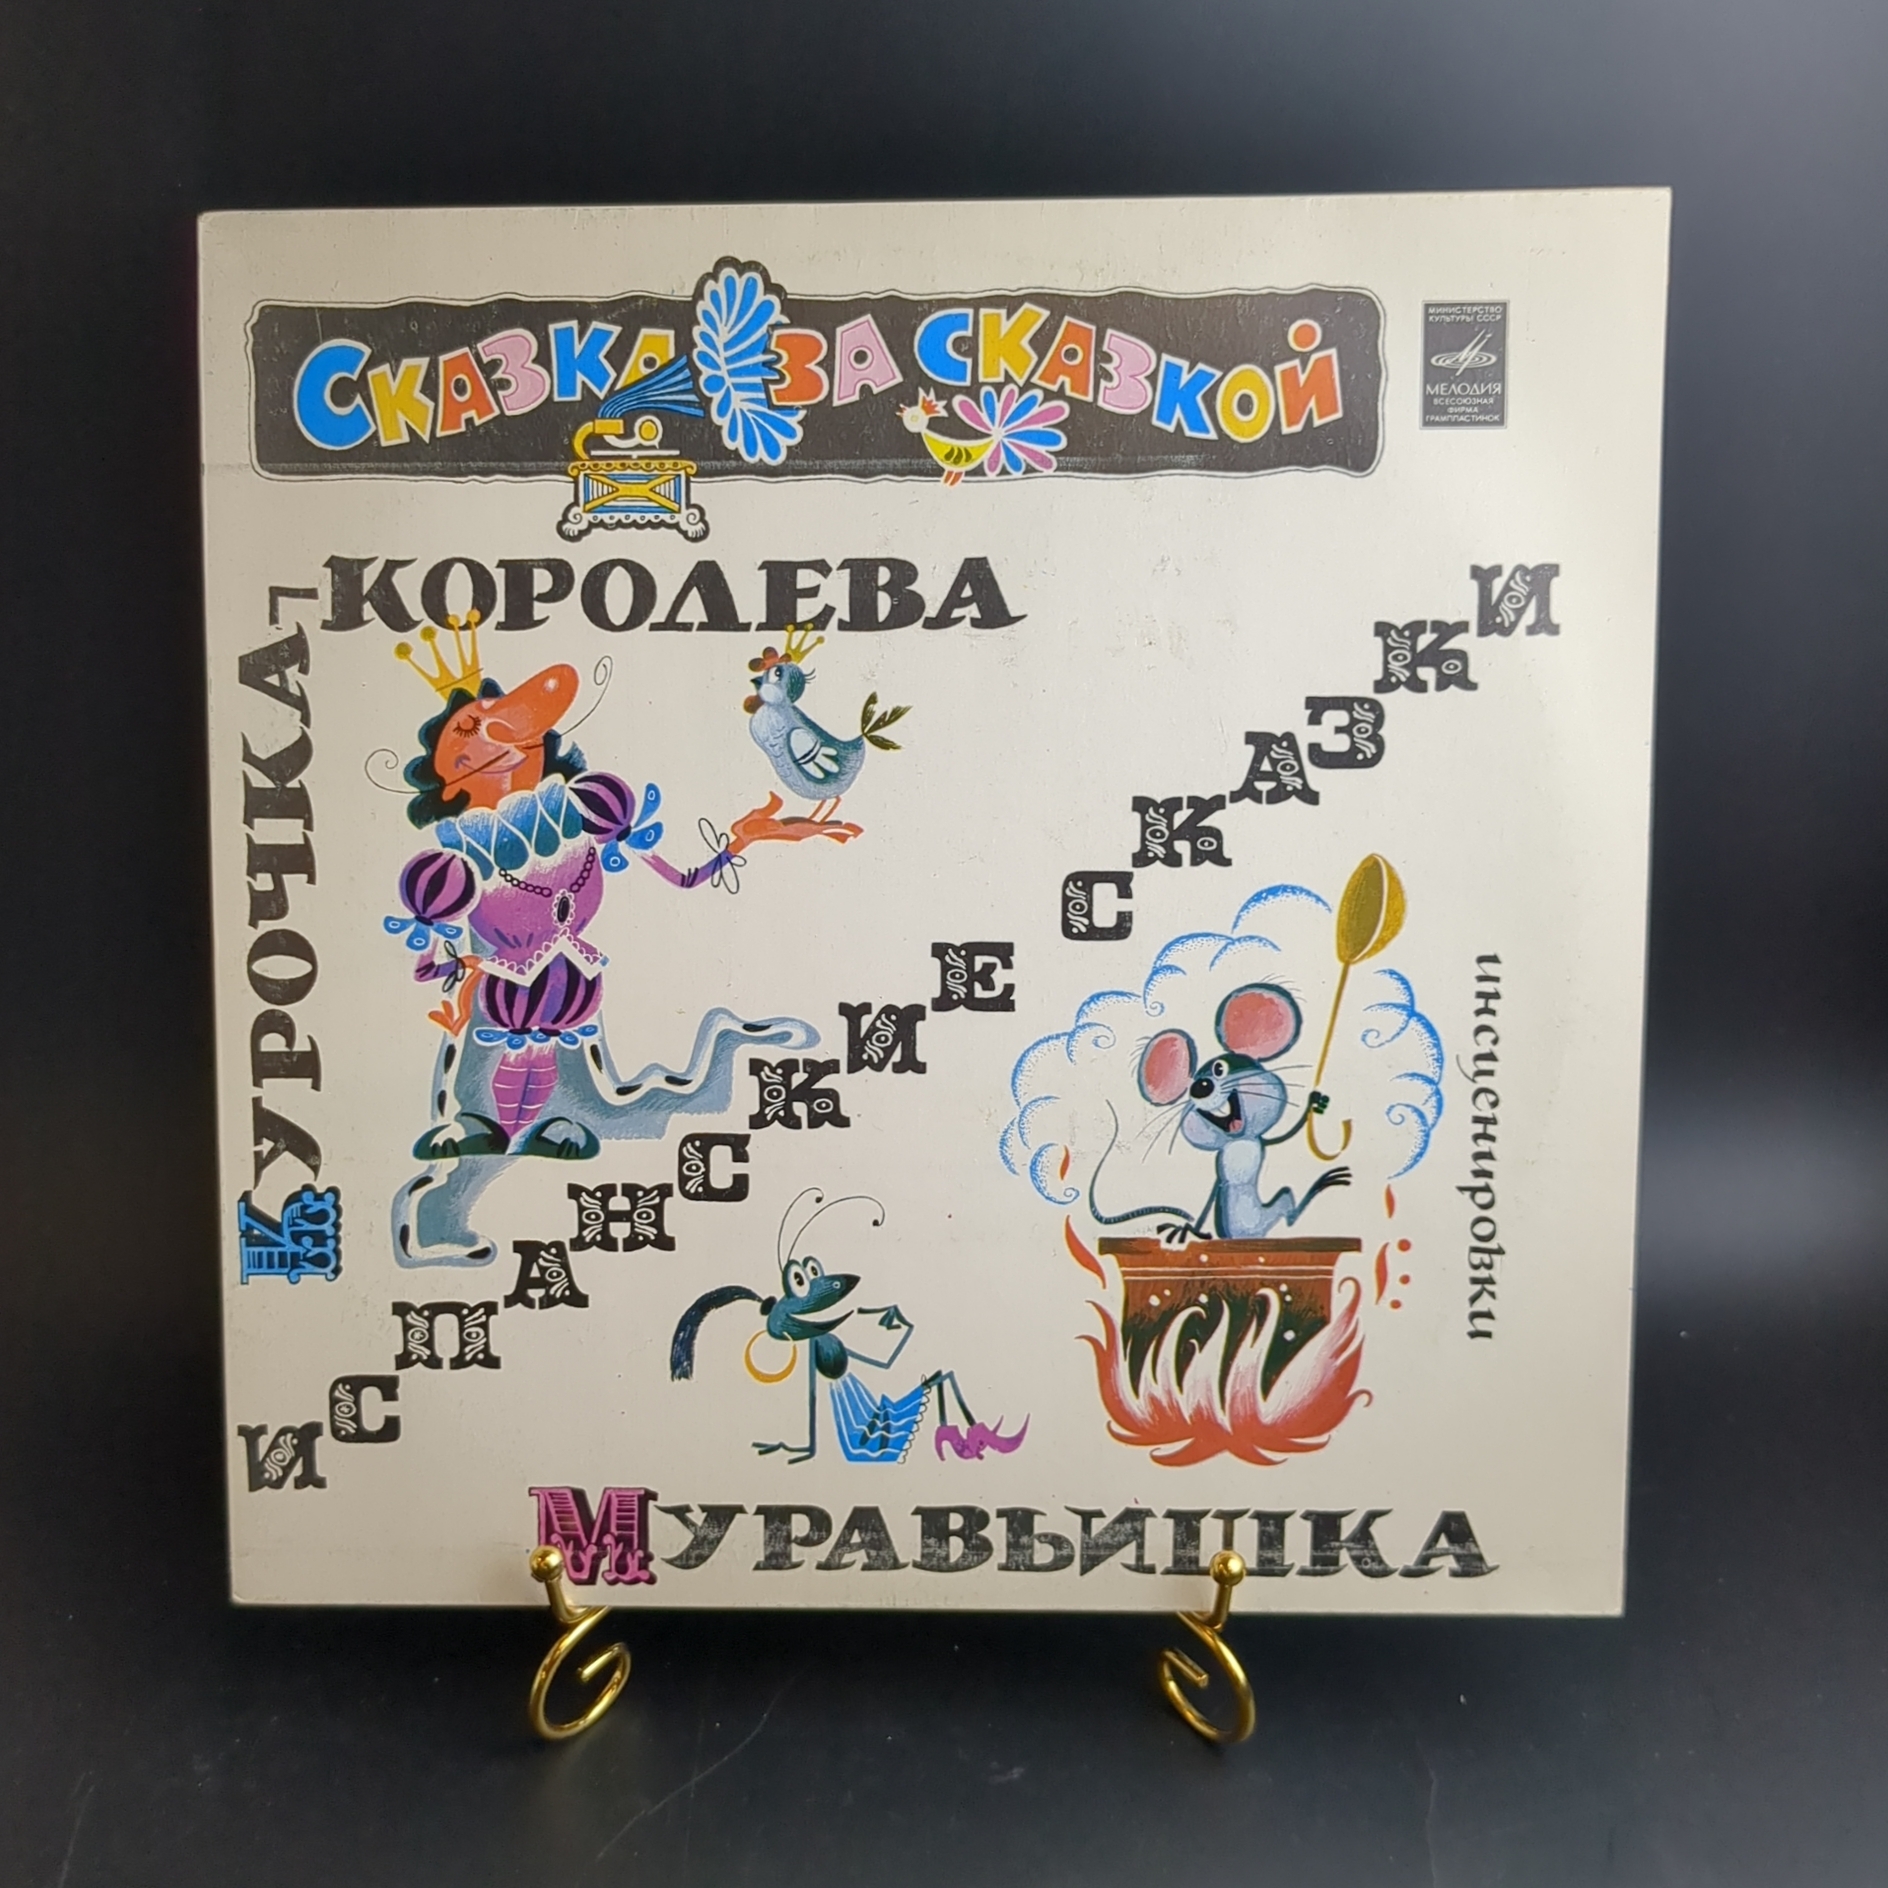 Сказка за сказкой
МИНИСТЕРСТВО
КУЛЬТУРЫ СССР
МЕЛОДИЯ
ВСЕСОЮЗНАЯ
ФИРМА
ГРАМПЛАСТИНОК
КУРОЧКА-
КОРОЛЕВА
ИСПАНСКИЕ СКАЗКИ
инсценировки
МУРАВЬИШКА